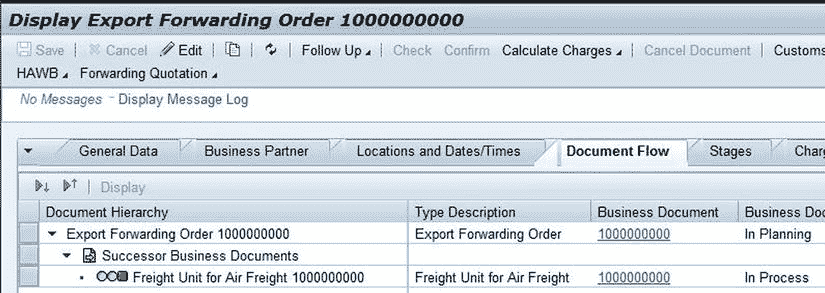 Display Export Forwarding Order 1000000000
Save Cancel Edit Follow Up Check Confirm Calculate Charges Cancel Document Customs
HAWB Forwarding Quotation
No Messages - Display Message Log
General Data Business Partner Locations and Dates/Times Document Flow Stages Charg
Display
Document Hierarchy Type Description Business Document Business Doc
Export Forwarding Order 1000000000 Export Forwarding Order 1000000000 In Planning
Successor Business Documents
Freight Unit for Air Freight 1000000000 Freight Unit for Air Freight 1000000000 In Process